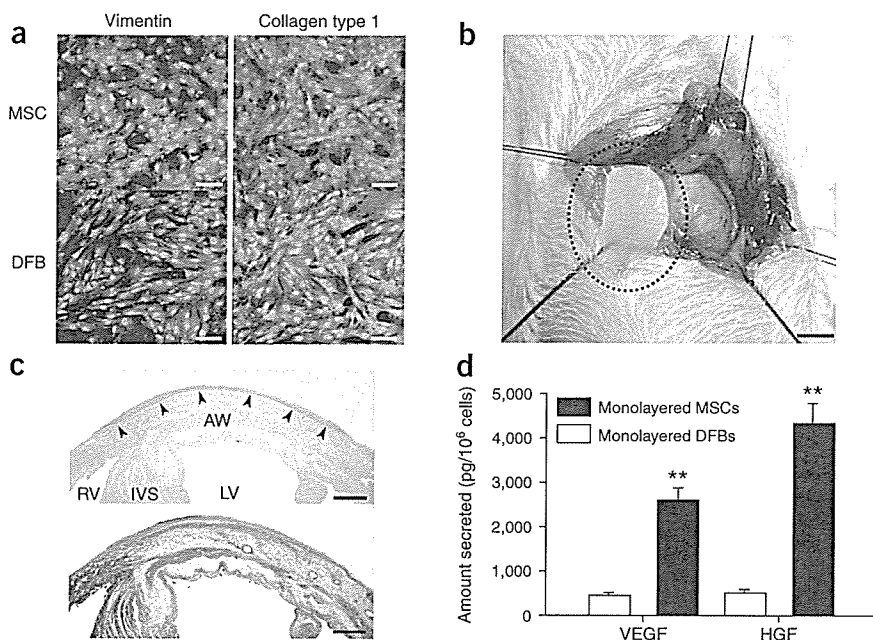 a
Vimentin
Collagen type 1
MSC
DFB
b
c
AW
RV
IVS
LV
d
Amount secreted (pg/10⁶ cells)
5,000
4,000
3,000
2,000
1,000
0
Monolayered MSCs
Monolayered DFBs
**
**
VEGF
HGF